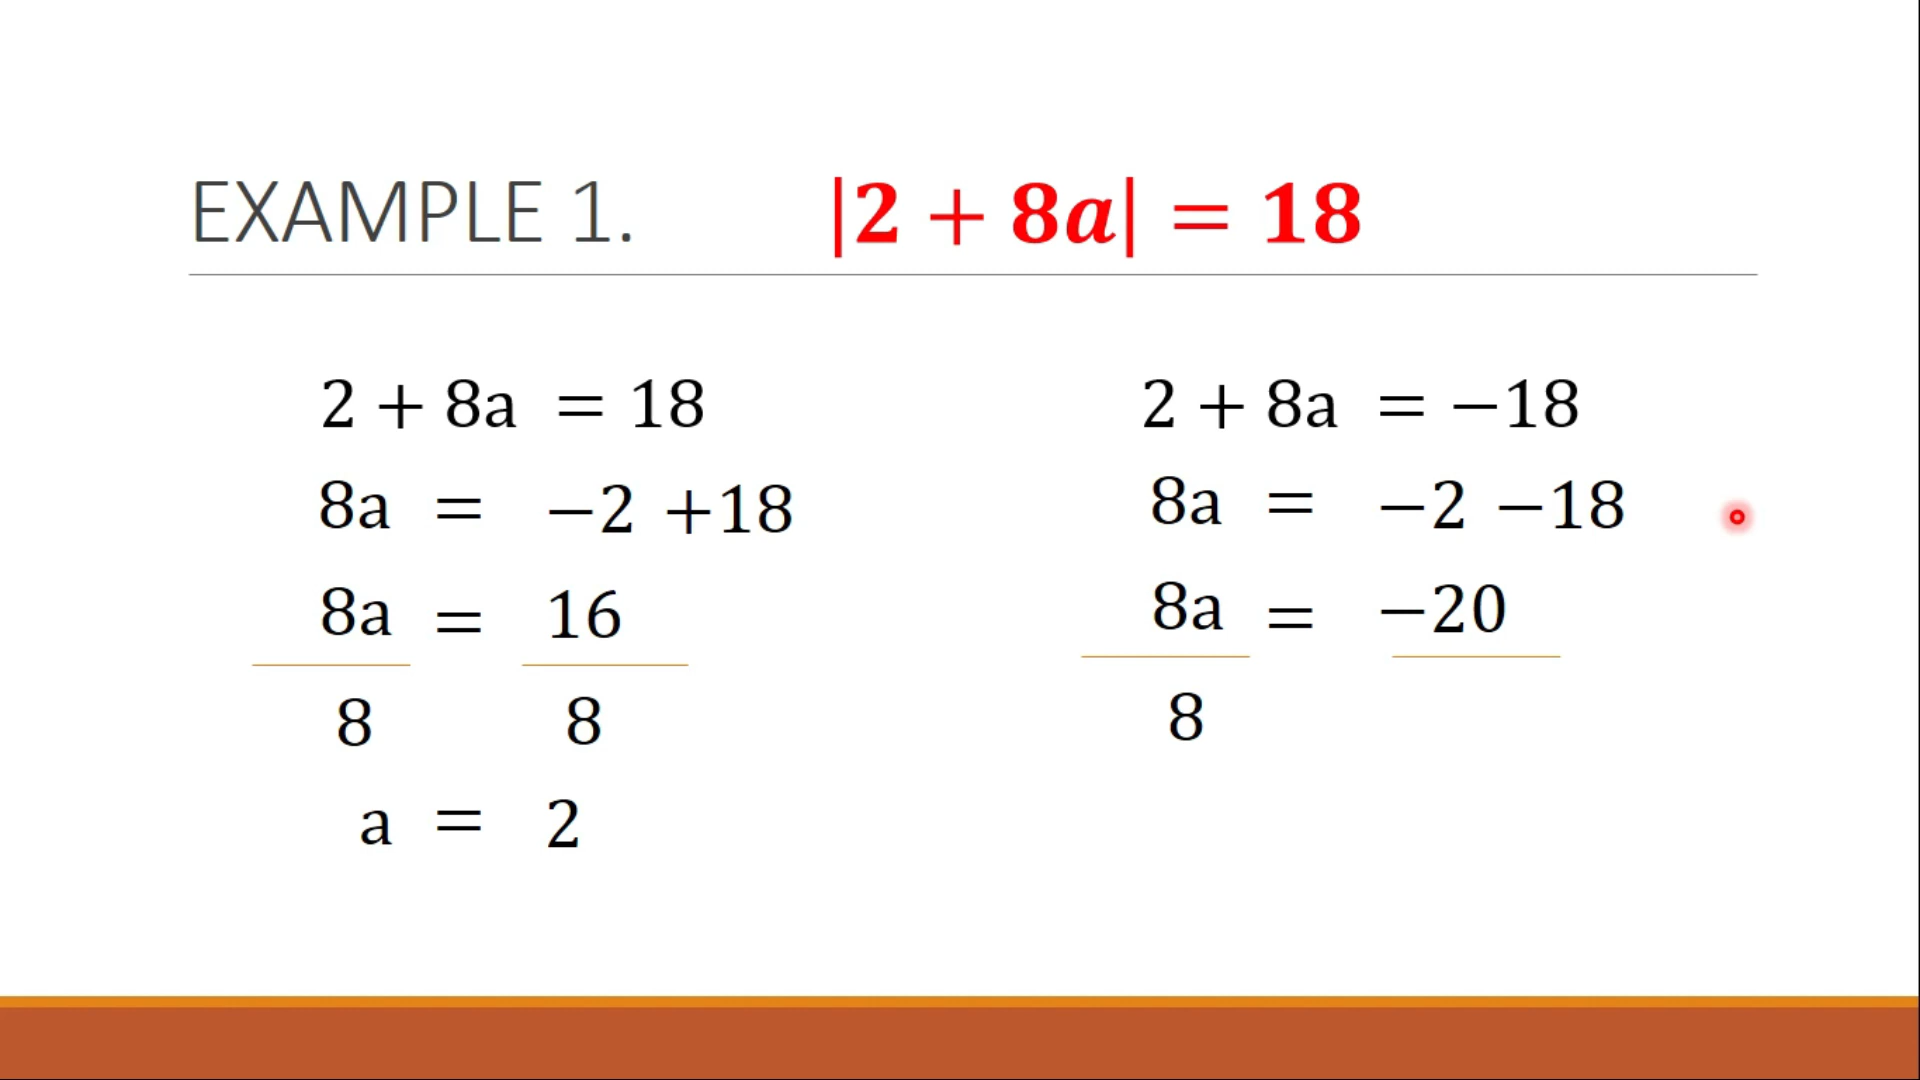 EXAMPLE 1. |2 + 8a| = 18
2 + 8a = 18
8a = −2 +18
8a = 16
8 8
a = 2
2 + 8a = −18
8a = −2 −18
8a = −20
8